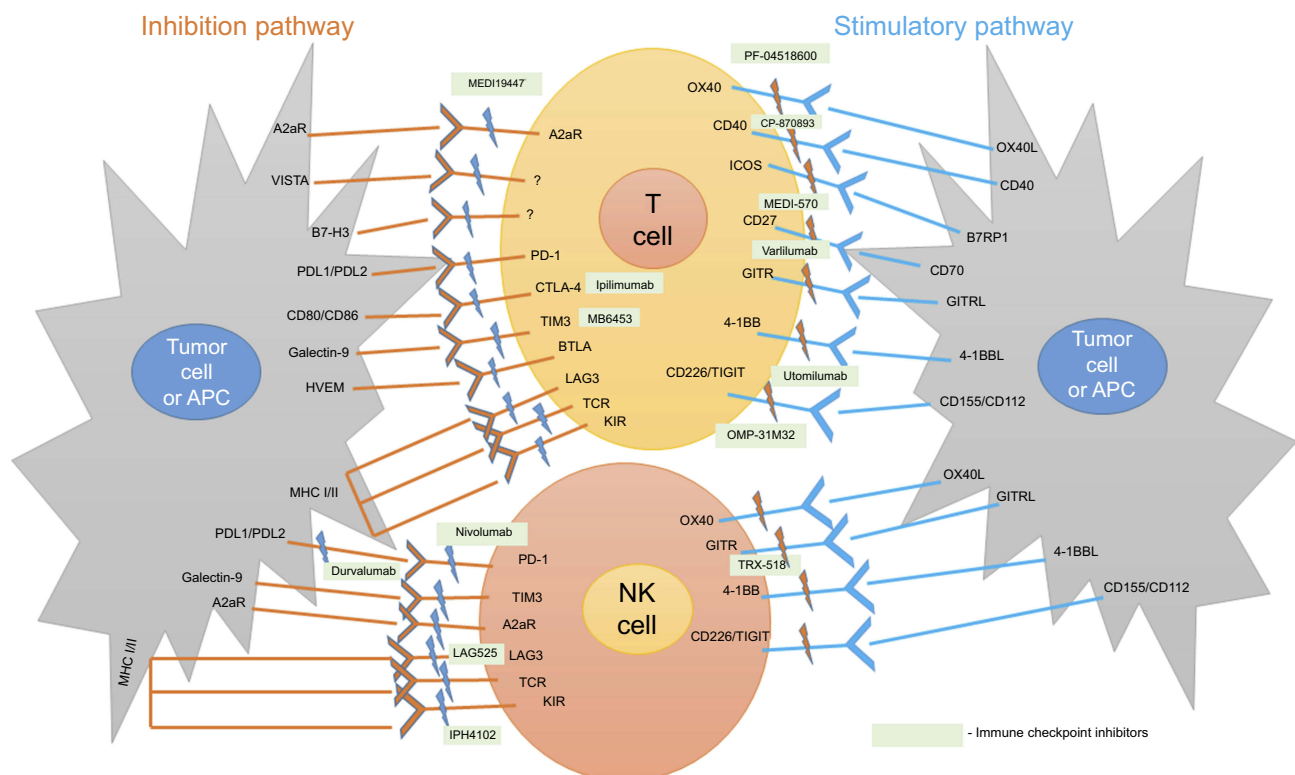 Inhibition pathway
Stimulatory pathway
MEDI19447
A2aR
A2aR
VISTA
?
B7-H3
?
PDL1/PDL2
PD-1
CD80/CD86
CTLA-4
Ipilimumab
Galectin-9
TIM3
MB6453
HVEM
BTLA
LAG3
TCR
KIR
MHC I/II
Tumor
cell
or APC
T
cell
PF-04518600
OX40
OX40L
CP-870893
CD40
CD40
ICOS
B7RP1
MEDI-570
CD27
CD70
Varlilumab
GITR
GITRL
4-1BB
4-1BBL
Utomilumab
CD226/TIGIT
CD155/CD112
OMP-31M32
Tumor
cell
or APC
PDL1/PDL2
Nivolumab
PD-1
Durvalumab
Galectin-9
TIM3
A2aR
A2aR
MHC I/II
LAG525
LAG3
TCR
KIR
IPH4102
NK
cell
OX40
OX40L
GITR
GITRL
TRX-518
4-1BB
4-1BBL
CD226/TIGIT
CD155/CD112
- Immune checkpoint inhibitors